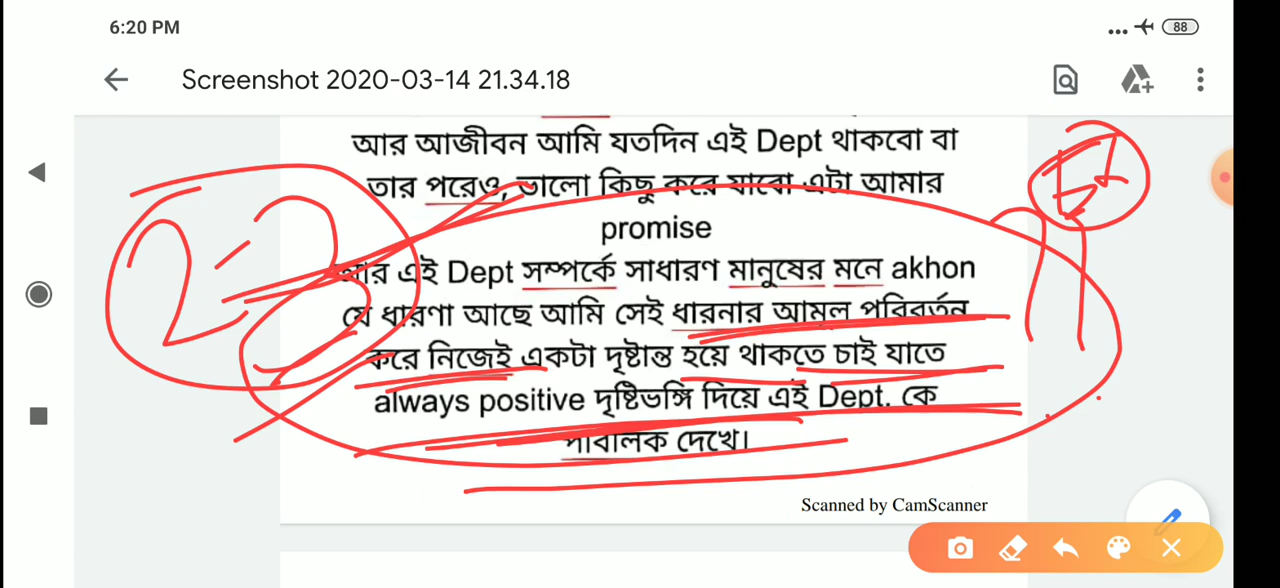 6:20 PM
88
Screenshot 2020-03-14 21.34.18
আর আজীবন আমি যতদিন এই Dept থাকবো বা
তার পরেও, ভালো কিছু করে যাবো এটা আমার
promise
আর এই Dept সম্পর্কে সাধারণ মানুষের মনে akhon
যে ধারণা আছে আমি সেই ধারনার আমূল পরিবর্তন
করে নিজেই একটা দৃষ্টান্ত হয়ে থাকতে চাই যাতে
always positive দৃষ্টিভঙ্গি দিয়ে এই Dept. কে
পাবলিক দেখে।
2-3
Scanned by CamScanner